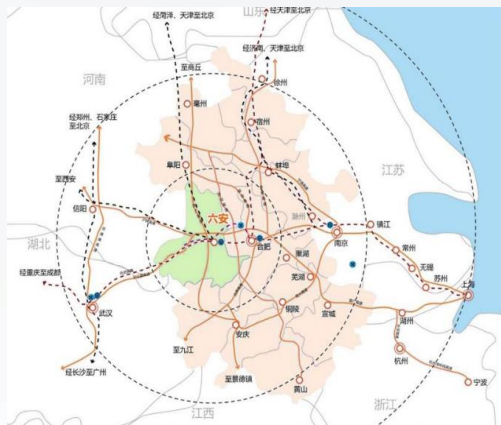 经菏泽、天津至北京
山东
经天津至北京
经济南、天津至北京
至商丘
河南
徐州
亳州
宿州
经郑州、石家庄
至北京
阜阳
蚌埠
江苏
至西安
信阳
六安
滁州
镇江
湖北
合肥
南京
常州
巢湖
无锡
经重庆至成都
芜湖
苏州
上海
武汉
铜陵
宣城
湖州
安庆
至九江
杭州
经长沙至广州
至景德镇
黄山
宁波
江西
浙江